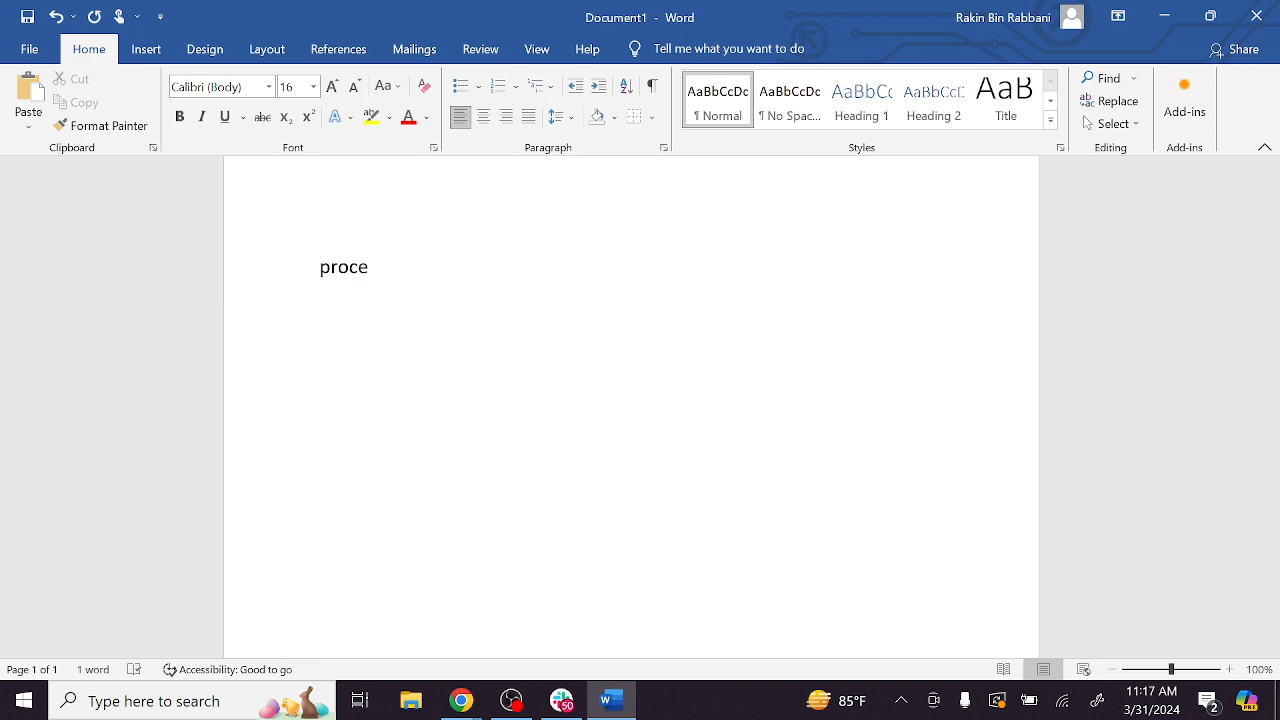 Document1 - Word
Rakin Bin Rabbani
File Home Insert Design Layout References Mailings Review View Help Tell me what you want to do Share
Paste
Cut
Copy
Format Painter
Clipboard
Calibri (Body) 16
Font
Paragraph
AaBbCcDc AaBbCcDc AaBbCc AaBbCcD AaB
¶ Normal ¶ No Spac... Heading 1 Heading 2 Title
Styles
Find
Replace
Select
Editing
Add-ins
Add-ins
proce
Page 1 of 1 1 word Accessibility: Good to go 100%
Type here to search
50
85°F
11:17 AM
3/31/2024
2